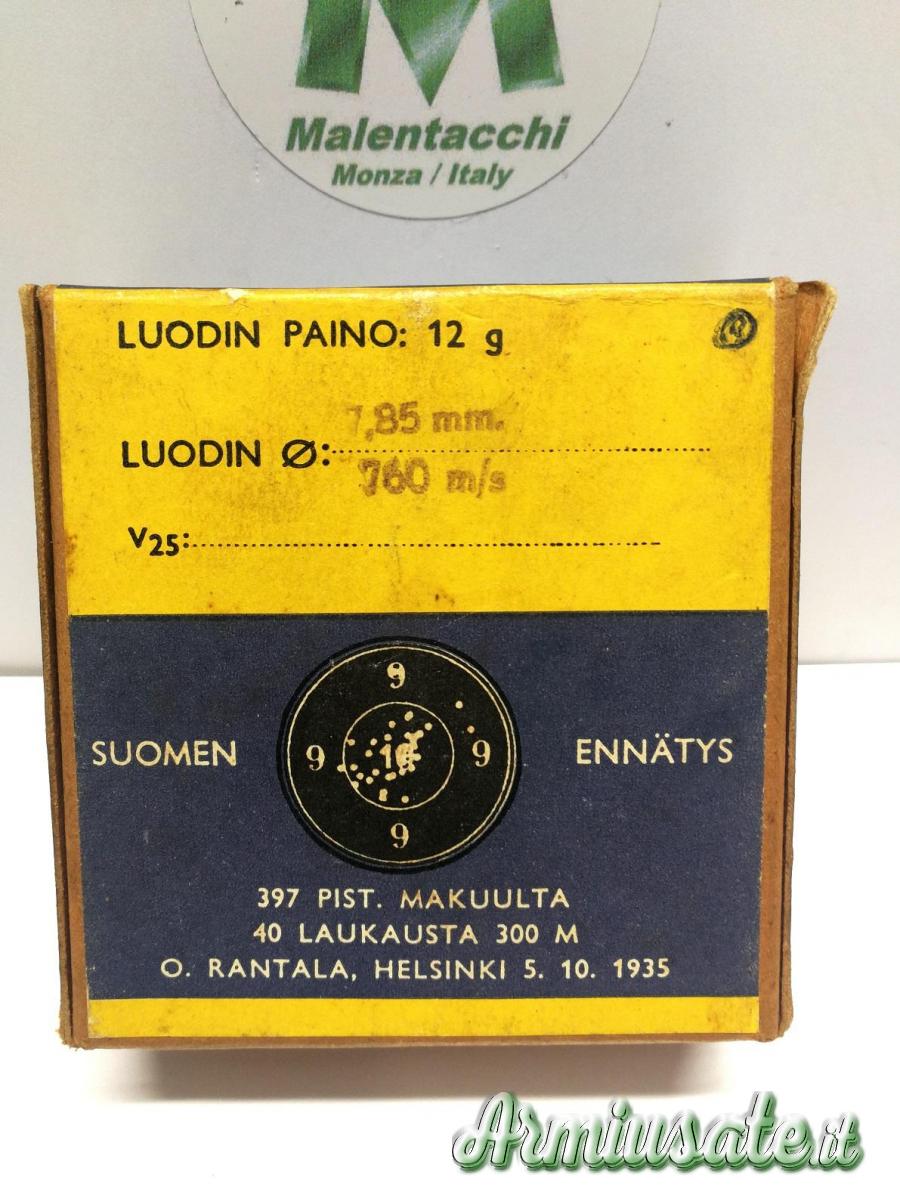 Malentacchi
Monza / Italy
LUODIN PAINO: 12 g
7,85 mm.
LUODIN Ø:
760 m/s
V25:
9
9 10 9
9
SUOMEN ENNÄTYS
397 PIST. MAKUULTA
40 LAUKAUSTA 300 M
O. RANTALA, HELSINKI 5. 10. 1935
Armiusate.it